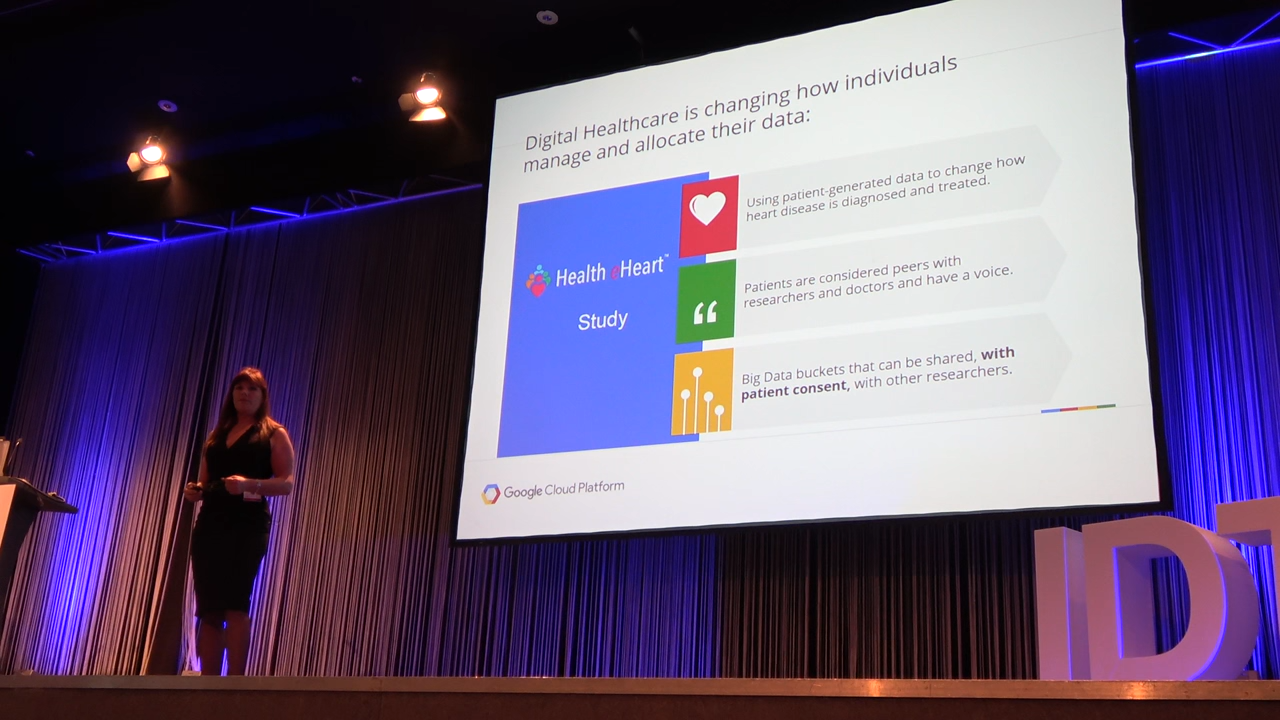 Digital Healthcare is changing how individuals
manage and allocate their data:
Health eHeart™
Study
Using patient-generated data to change how
heart disease is diagnosed and treated.
“
Patients are considered peers with
researchers and doctors and have a voice.
Big Data buckets that can be shared, with
patient consent, with other researchers.
Google Cloud Platform
IDT